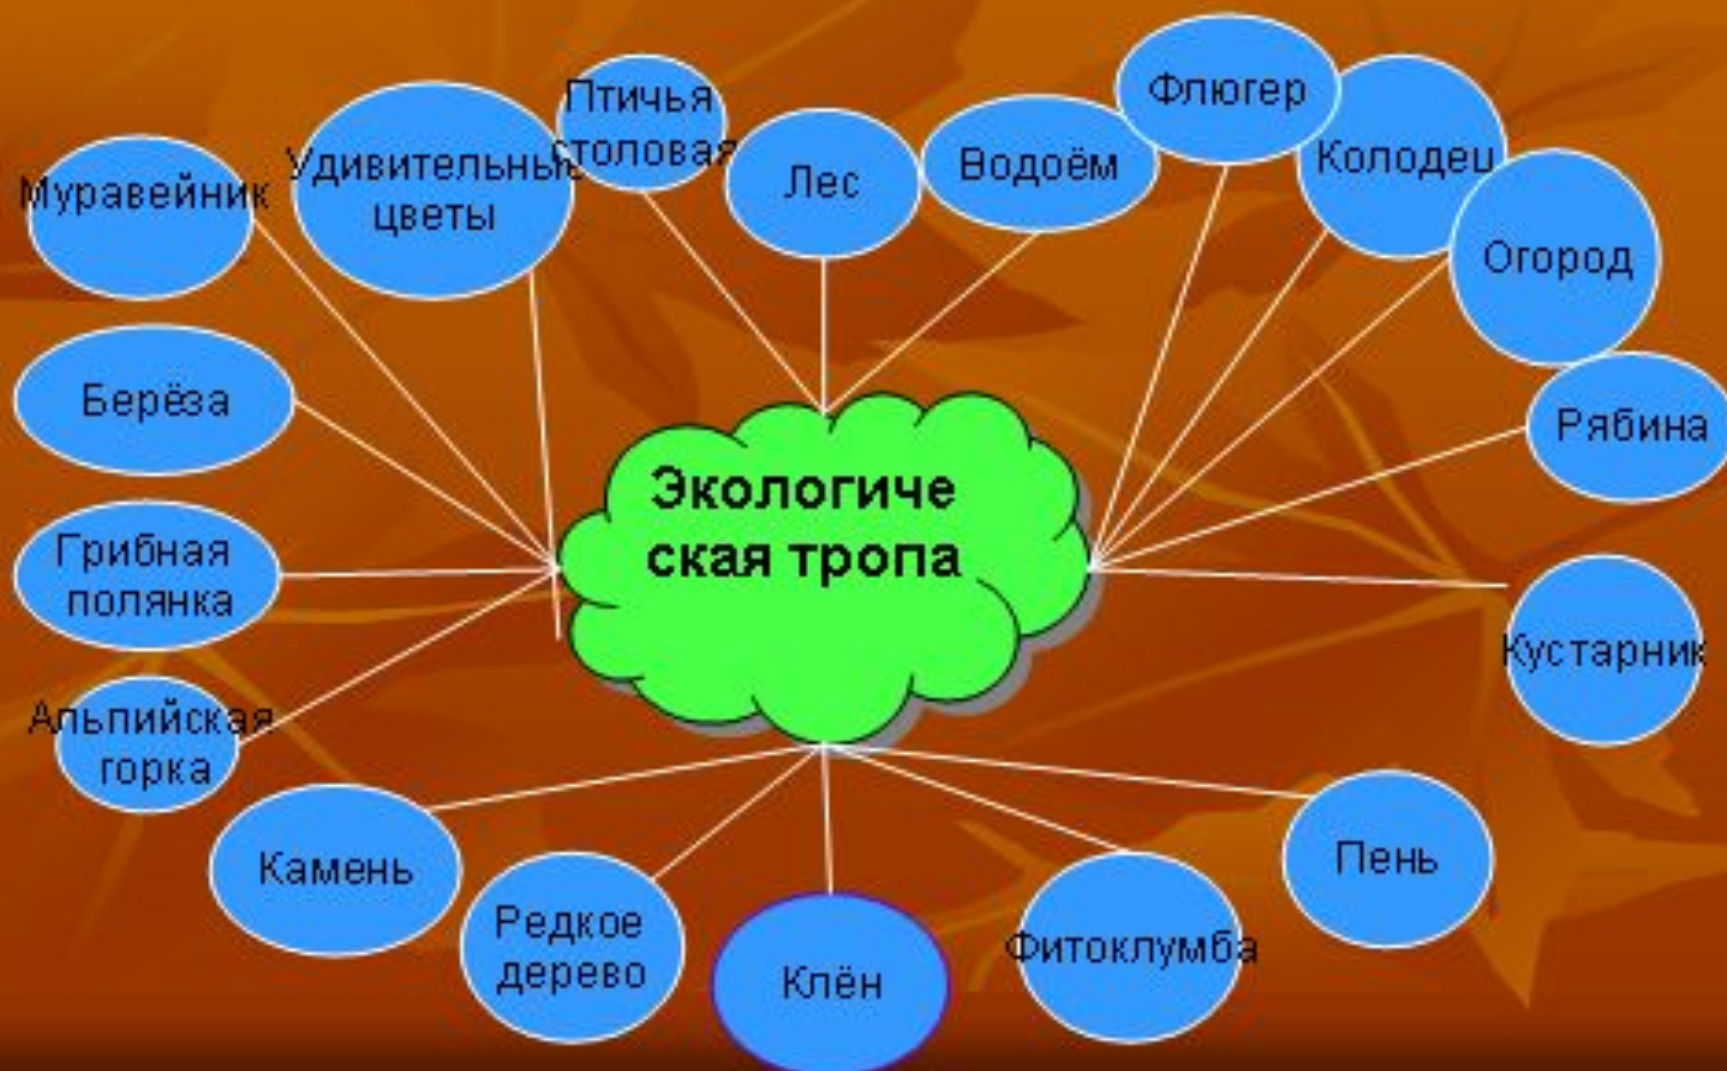 Флюгер
Птичья
столовая
Колодец
Удивительные
цветы
Лес
Водоём
Муравейник
Огород
Берёза
Рябина
Экологиче
ская тропа
Грибная
полянка
Кустарник
Альпийская
горка
Камень
Пень
Редкое
дерево
Фитоклумба
Клён